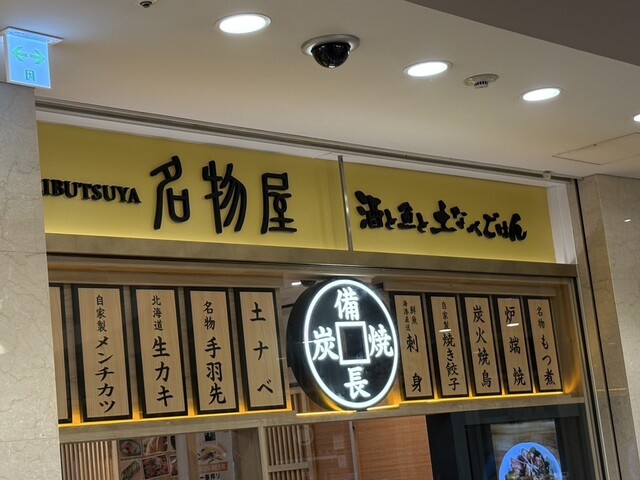 IBUTSUYA 名物屋
酒と魚と土なべごはん
自家製 メンチカツ
北海道 生カキ
名物 手羽先
土ナベ
備長炭焼
鮮魚 海港直送 刺身
自家製 焼き餃子
炭火焼鳥
炉端焼
名物 もつ煮